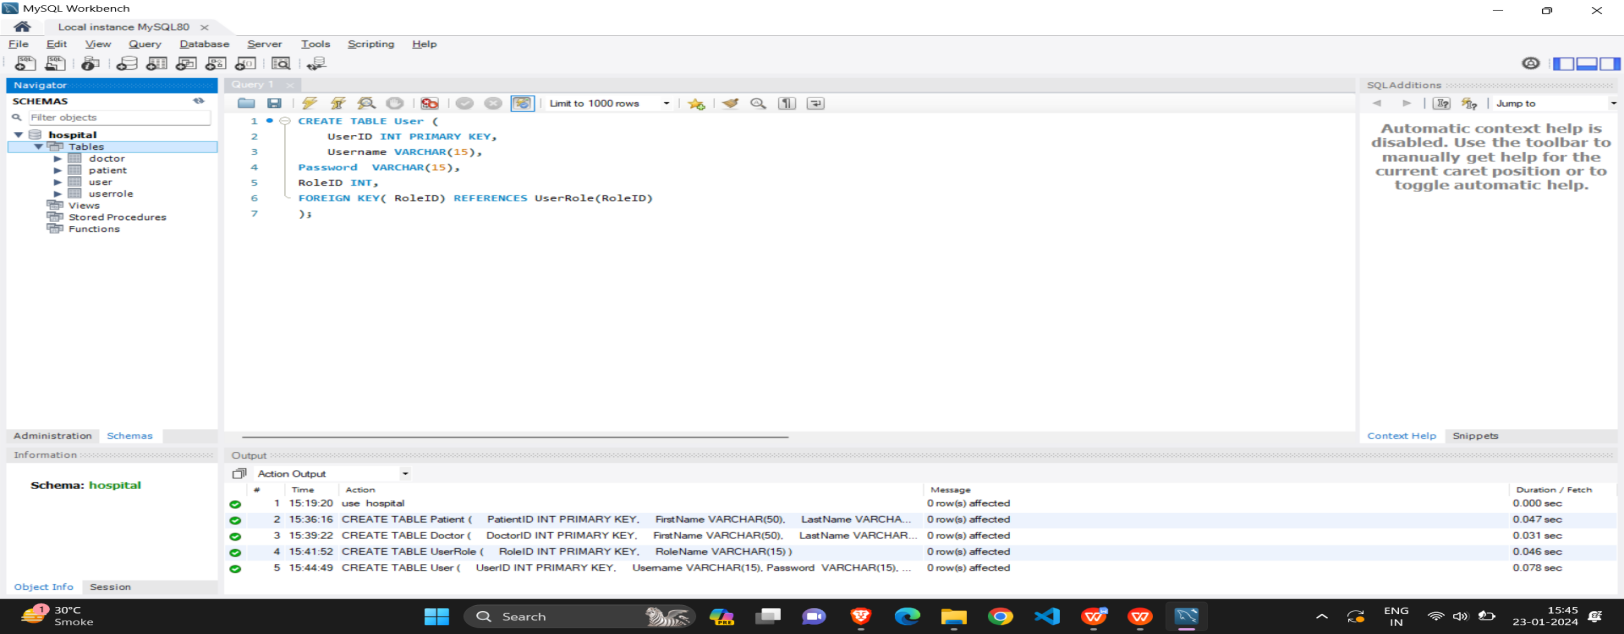 MySQL Workbench
Local instance MySQL80
File Edit View Query Database Server Tools Scripting Help
Navigator
SCHEMAS
Filter objects
hospital
Tables
doctor
patient
user
userrole
Views
Stored Procedures
Functions
Administration Schemas
Information
Schema: hospital
Object Info Session
Query 1
Limit to 1000 rows
1 CREATE TABLE User (
2 UserID INT PRIMARY KEY,
3 Username VARCHAR(15),
4 Password VARCHAR(15),
5 RoleID INT,
6 FOREIGN KEY( RoleID) REFERENCES UserRole(RoleID)
7 );
SQLAdditions
Jump to
Automatic context help is
disabled. Use the toolbar to
manually get help for the
current caret position or to
toggle automatic help.
Context Help Snippets
Output
Action Output
# Time Action Message Duration / Fetch
1 15:19:20 use hospital 0 row(s) affected 0.000 sec
2 15:36:16 CREATE TABLE Patient ( PatientID INT PRIMARY KEY, FirstName VARCHAR(50), LastName VARCHA... 0 row(s) affected 0.047 sec
3 15:39:22 CREATE TABLE Doctor ( DoctorID INT PRIMARY KEY, FirstName VARCHAR(50), LastName VARCHAR... 0 row(s) affected 0.031 sec
4 15:41:52 CREATE TABLE UserRole ( RoleID INT PRIMARY KEY, RoleName VARCHAR(15) ) 0 row(s) affected 0.046 sec
5 15:44:49 CREATE TABLE User ( UserID INT PRIMARY KEY, Username VARCHAR(15), Password VARCHAR(15), ... 0 row(s) affected 0.078 sec
1
30°C
Smoke
Search
PRE
ENG
IN
15:45
23-01-2024